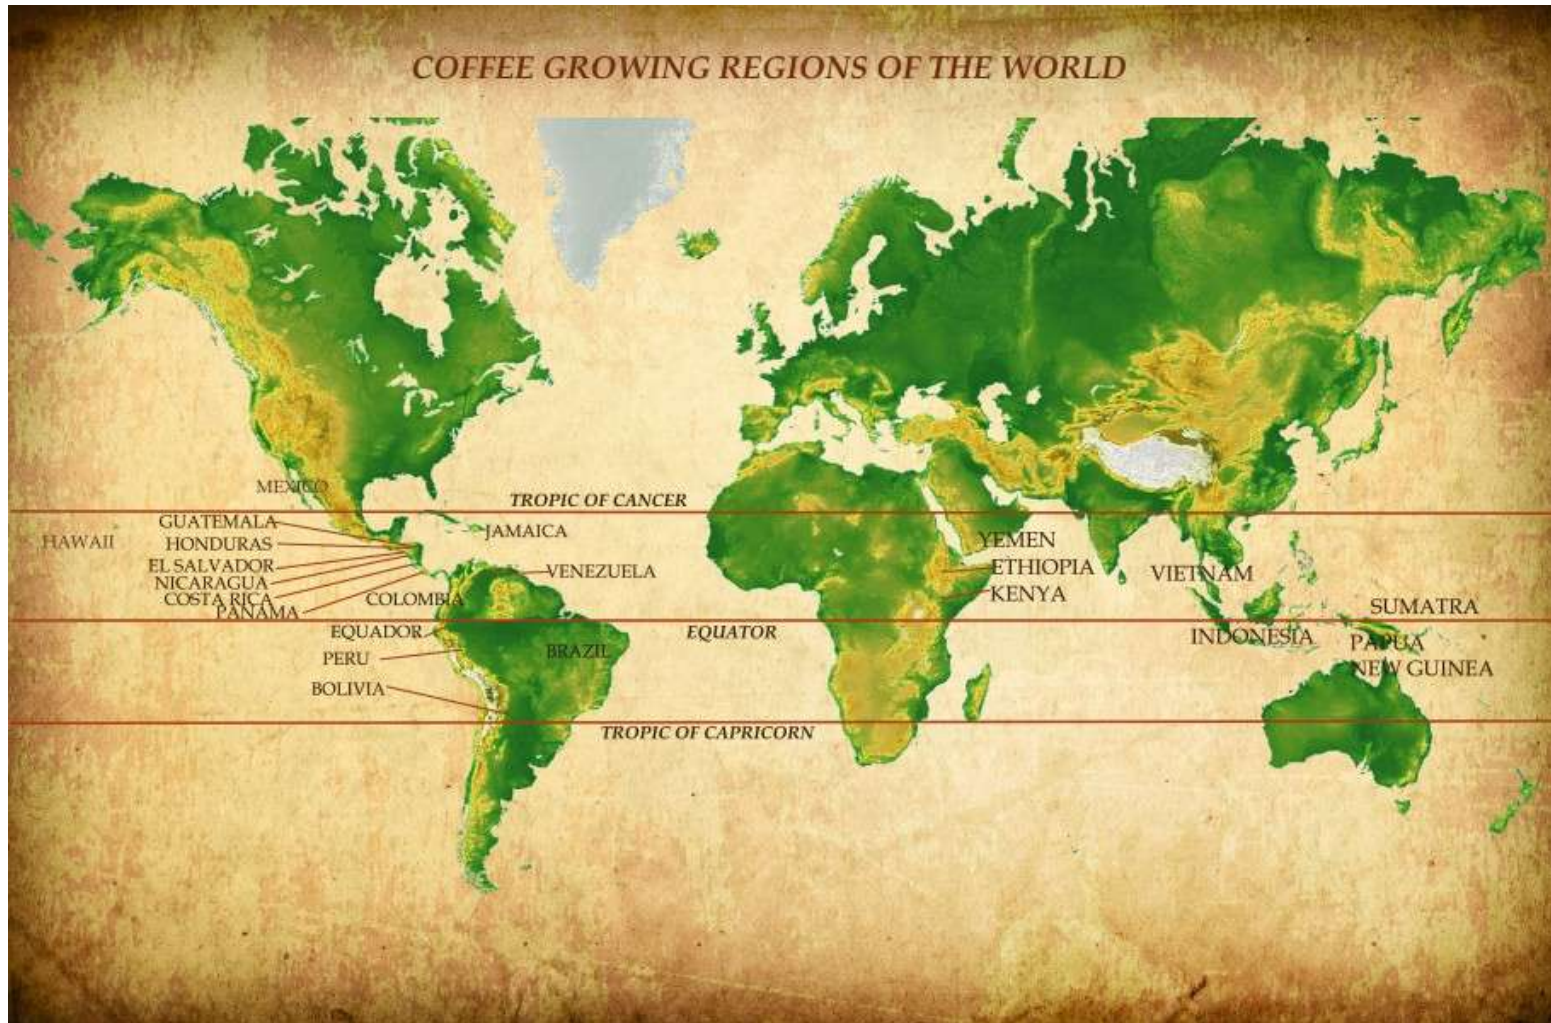 COFFEE GROWING REGIONS OF THE WORLD
MEXICO
TROPIC OF CANCER
GUATEMALA
JAMAICA
HAWAII
HONDURAS
YEMEN
EL SALVADOR
ETHIOPIA
NICARAGUA
VENEZUELA
VIETNAM
COSTA RICA
COLOMBIA
KENYA
PANAMA
SUMATRA
EQUADOR
EQUATOR
INDONESIA
PAPUA
NEW GUINEA
PERU
BRAZIL
BOLIVIA
TROPIC OF CAPRICORN